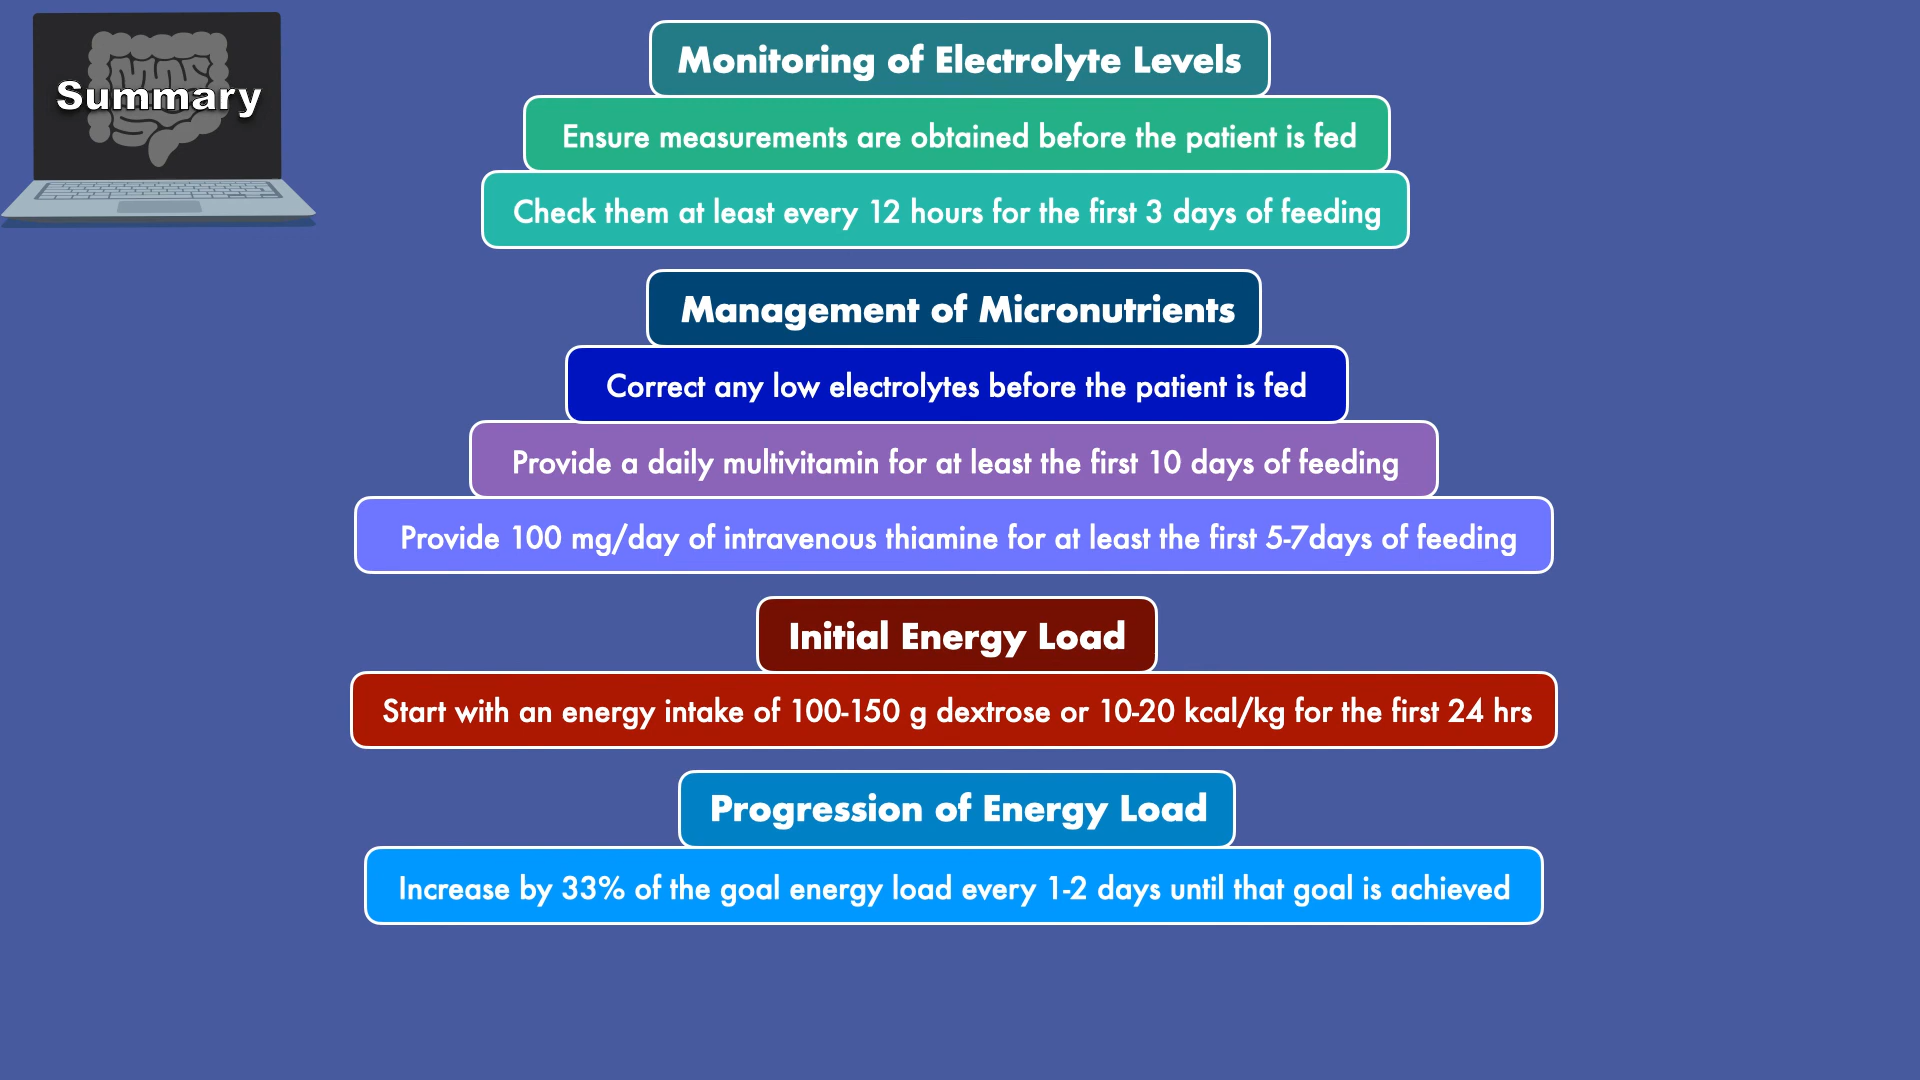 Summary
Monitoring of Electrolyte Levels
Ensure measurements are obtained before the patient is fed
Check them at least every 12 hours for the first 3 days of feeding
Management of Micronutrients
Correct any low electrolytes before the patient is fed
Provide a daily multivitamin for at least the first 10 days of feeding
Provide 100 mg/day of intravenous thiamine for at least the first 5-7days of feeding
Initial Energy Load
Start with an energy intake of 100-150 g dextrose or 10-20 kcal/kg for the first 24 hrs
Progression of Energy Load
Increase by 33% of the goal energy load every 1-2 days until that goal is achieved